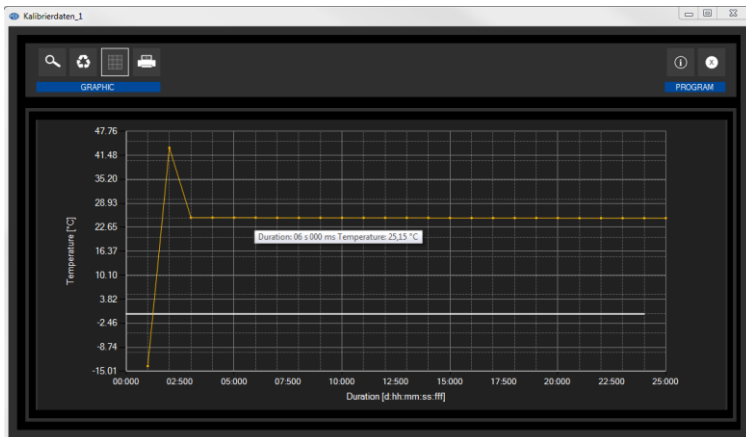 Kalibrierdaten_1
GRAPHIC
PROGRAM
47.76
41.48
35.20
28.93
22.65
16.37
10.10
3.82
-2.46
-8.74
-15.01
Temperature [°C]
Duration: 06 s 000 ms Temperature: 25,15 °C
00:000 02:500 05:000 07:500 10:000 12:500 15:000 17:500 20:000 22:500 25:000
Duration [d:hh:mm:ss:fff]